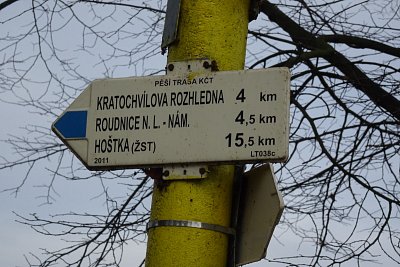 PĚŠÍ TRASA KČT
KRATOCHVÍLOVA ROZHLEDNA 4 km
ROUDNICE N. L. - NÁM. 4,5 km
HOŠTKA (ŽST) 15,5 km
2011 LT038c